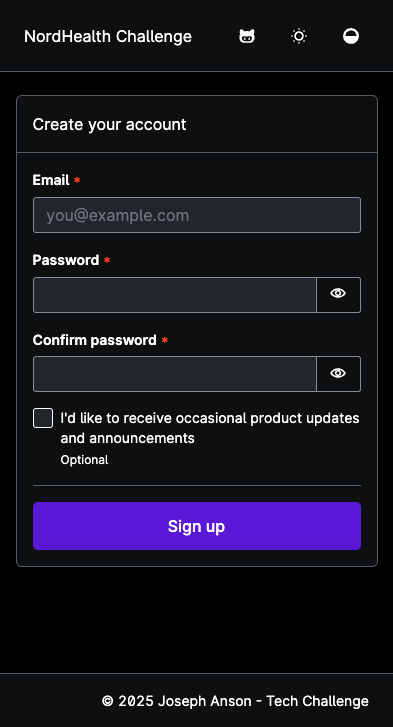 NordHealth Challenge
Create your account
Email *
you@example.com
Password *
Confirm password *
I'd like to receive occasional product updates
and announcements
Optional
Sign up
© 2025 Joseph Anson - Tech Challenge